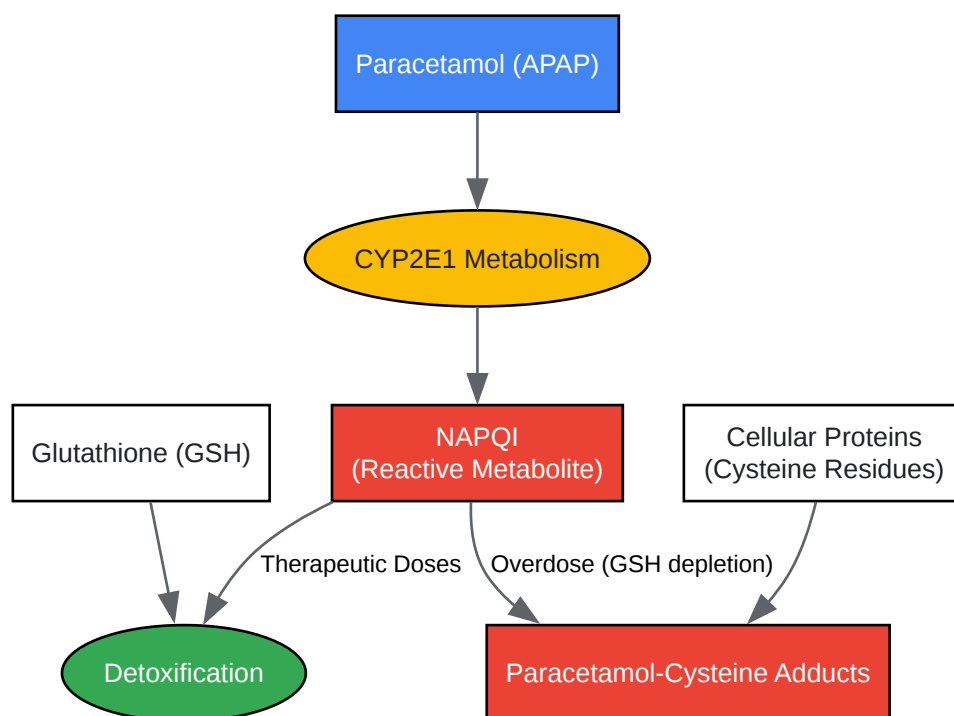 Paracetamol (APAP)
CYP2E1 Metabolism
Glutathione (GSH)
NAPQI
(Reactive Metabolite)
Cellular Proteins
(Cysteine Residues)
Therapeutic Doses
Overdose (GSH depletion)
Detoxification
Paracetamol-Cysteine Adducts